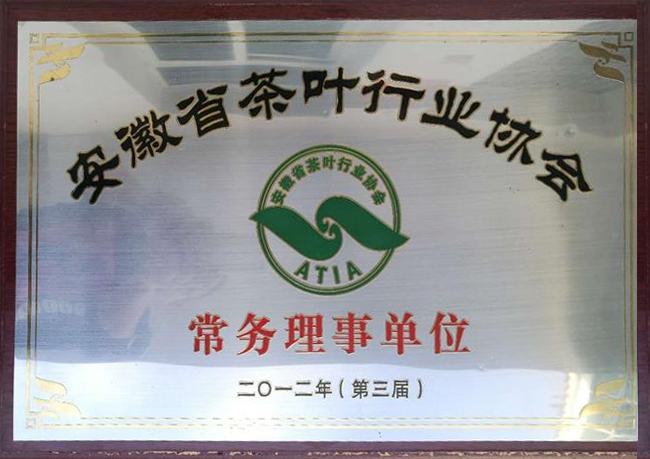 安徽省茶叶行业协会
安徽省茶叶行业协会
ATIA
常务理事单位
二〇一二年(第三届)